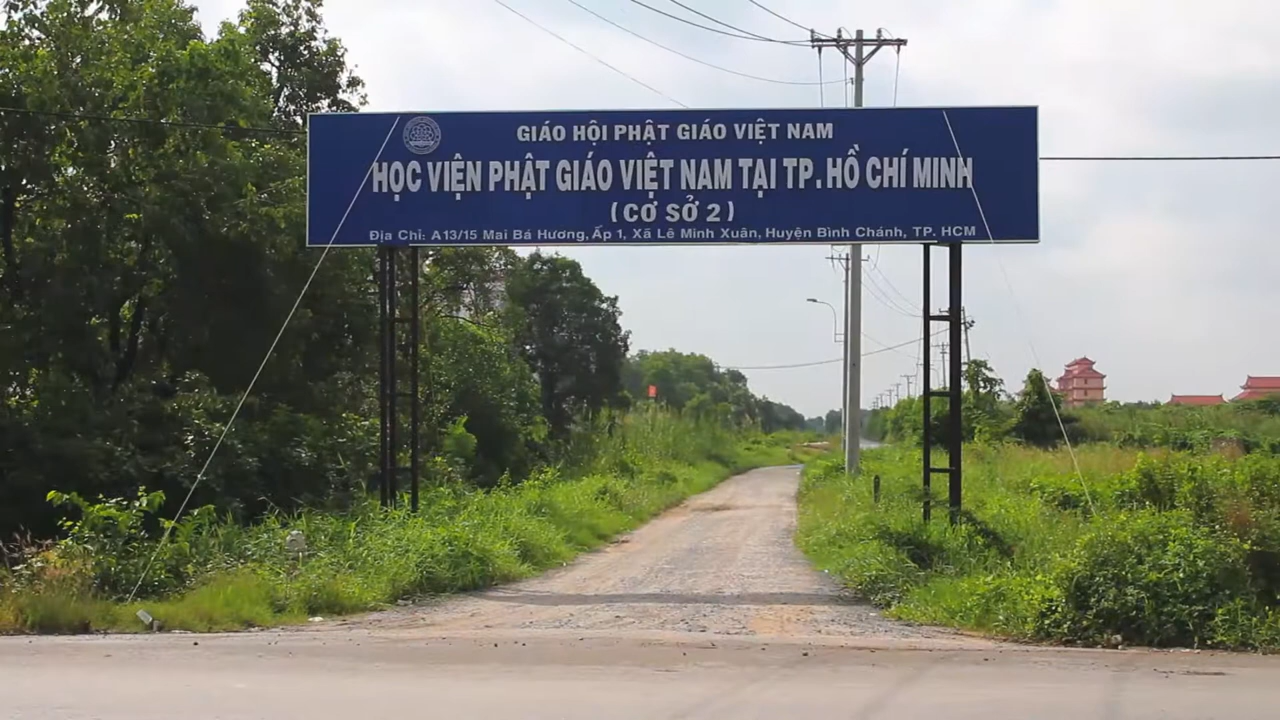 GIÁO HỘI PHẬT GIÁO VIỆT NAM
HỌC VIỆN PHẬT GIÁO VIỆT NAM TẠI TP. HỒ CHÍ MINH
(CƠ SỞ 2)
Địa Chỉ: A13/15 Mai Bá Hương, Ấp 1, Xã Lê Minh Xuân, Huyện Bình Chánh, TP. HCM